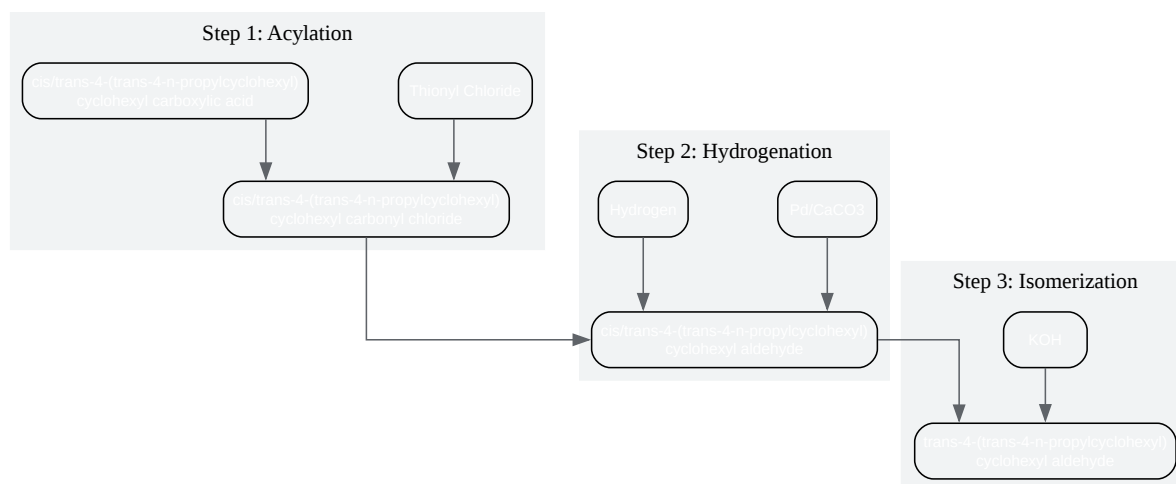 Step 1: Acylation
cis/trans-4-(trans-4-n-propylcyclohexyl)
cyclohexyl carboxylic acid
Thionyl Chloride
cis/trans-4-(trans-4-n-propylcyclohexyl)
cyclohexyl carbonyl chloride
Step 2: Hydrogenation
Hydrogen
Pd/CaCO3
cis/trans-4-(trans-4-n-propylcyclohexyl)
cyclohexyl aldehyde
Step 3: Isomerization
KOH
trans-4-(trans-4-n-propylcyclohexyl)
cyclohexyl aldehyde